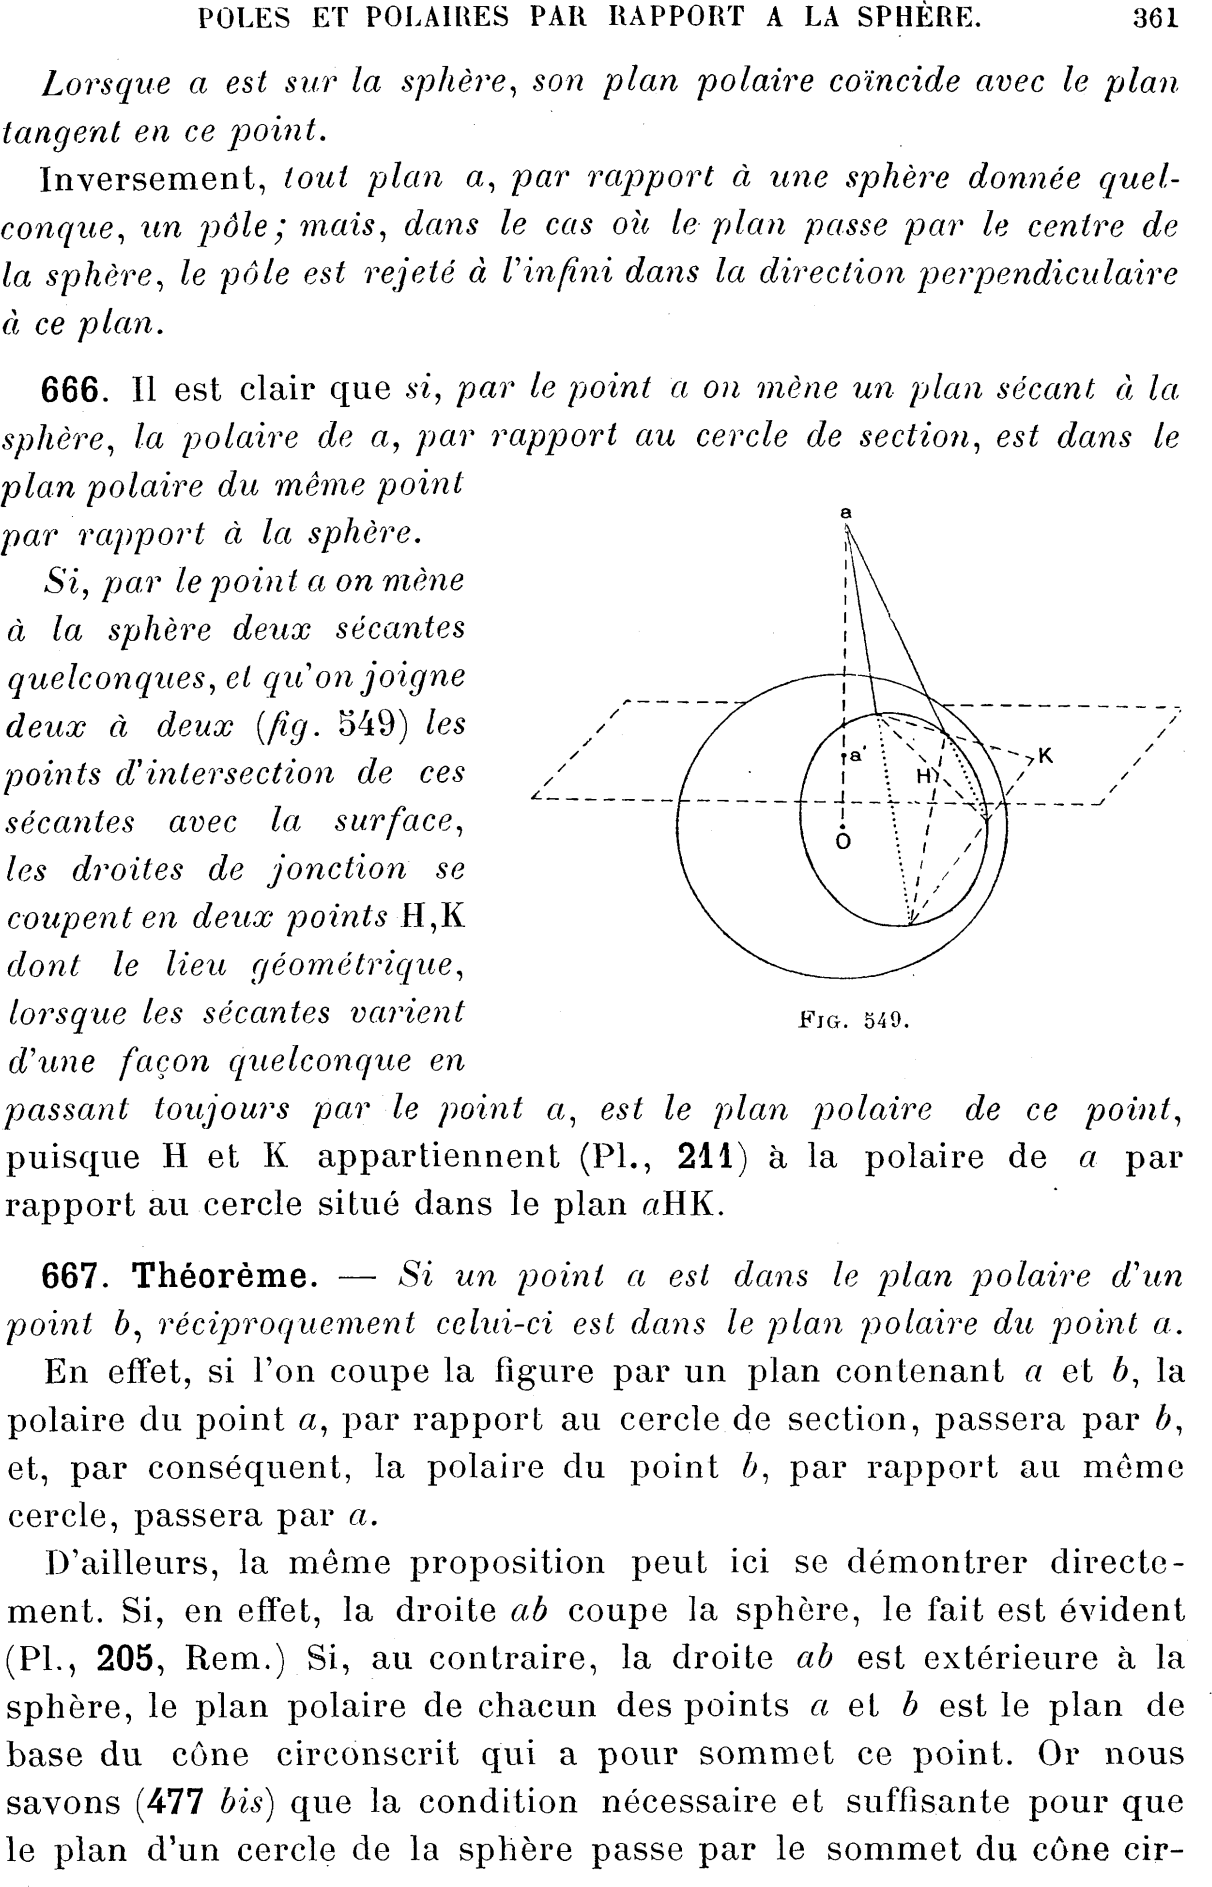 POLES ET POLAIRES PAR RAPPORT A LA SPHÈRE. 361
Lorsque a est sur la sphère, son plan polaire coïncide avec le plan
tangent en ce point.
Inversement, tout plan a, par rapport à une sphère donnée quel-
conque, un pôle; mais, dans le cas où le plan passe par le centre de
la sphère, le pôle est rejeté à l'infini dans la direction perpendiculaire
à ce plan.
666. Il est clair que si, par le point a on mène un plan sécant à la
sphère, la polaire de a, par rapport au cercle de section, est dans le
plan polaire du même point
par rapport à la sphère.
Si, par le point a on mène
à la sphère deux sécantes
quelconques, et qu'on joigne
deux à deux (fig. 549) les
points d'intersection de ces
sécantes avec la surface,
les droites de jonction se
coupent en deux points H,K
dont le lieu géométrique,
lorsque les sécantes varient
d'une façon quelconque en
a
a'
K
H
O
FIG. 549.
passant toujours par le point a, est le plan polaire de ce point,
puisque H et K appartiennent (Pl., 211) à la polaire de a par
rapport au cercle situé dans le plan aHK.
667. Théorème. — Si un point a est dans le plan polaire d'un
point b, réciproquement celui-ci est dans le plan polaire du point a.
En effet, si l'on coupe la figure par un plan contenant a et b, la
polaire du point a, par rapport au cercle de section, passera par b,
et, par conséquent, la polaire du point b, par rapport au même
cercle, passera par a.
D'ailleurs, la même proposition peut ici se démontrer directe-
ment. Si, en effet, la droite ab coupe la sphère, le fait est évident
(Pl., 205, Rem.) Si, au contraire, la droite ab est extérieure à la
sphère, le plan polaire de chacun des points a et b est le plan de
base du cône circonscrit qui a pour sommet ce point. Or nous
savons (477 bis) que la condition nécessaire et suffisante pour que
le plan d'un cercle de la sphère passe par le sommet du cône cir-